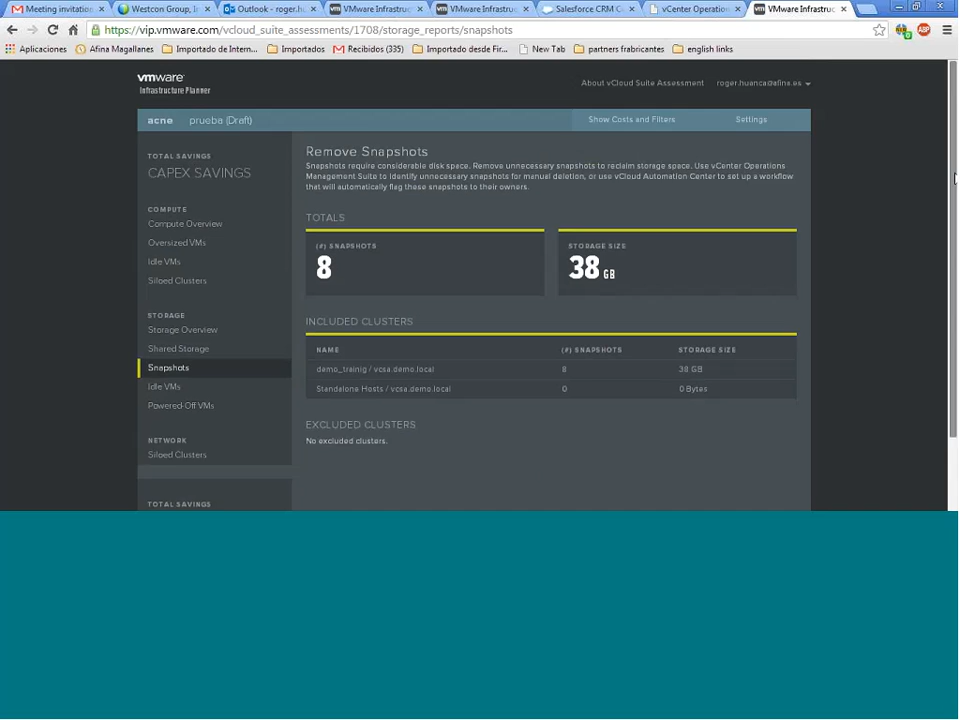 Meeting invitation
Westcon Group, In
Outlook - roger.hu
VMware Infrastruc
VMware Infrastruc
Salesforce CRM C
vCenter Operation
VMware Infrastruc
https://vip.vmware.com/vcloud_suite_assessments/1708/storage_reports/snapshots
Aplicaciones
Afina Magallanes
Importado de Intern...
Importados
Recibidos (335)
Importado desde Fir...
New Tab
partners frabricantes
english links
ABP
vmware
Infrastructure Planner
About vCloud Suite Assessment
roger.huanca@afina.es
acne
prueba (Draft)
Show Costs and Filters
Settings
TOTAL SAVINGS
CAPEX SAVINGS
COMPUTE
Compute Overview
Oversized VMs
Idle VMs
Siloed Clusters
STORAGE
Storage Overview
Shared Storage
Snapshots
Idle VMs
Powered-Off VMs
NETWORK
Siloed Clusters
TOTAL SAVINGS
Remove Snapshots
Snapshots require considerable disk space. Remove unnecessary snapshots to reclaim storage space. Use vCenter Operations
Management Suite to identify unnecessary snapshots for manual deletion, or use vCloud Automation Center to set up a workflow
that will automatically flag these snapshots to their owners.
TOTALS
(#) SNAPSHOTS
8
STORAGE SIZE
38 GB
INCLUDED CLUSTERS
NAME (#) SNAPSHOTS STORAGE SIZE
demo_trainig / vcsa.demo.local 8 38 GB
Standalone Hosts / vcsa.demo.local 0 0 Bytes
EXCLUDED CLUSTERS
No excluded clusters.